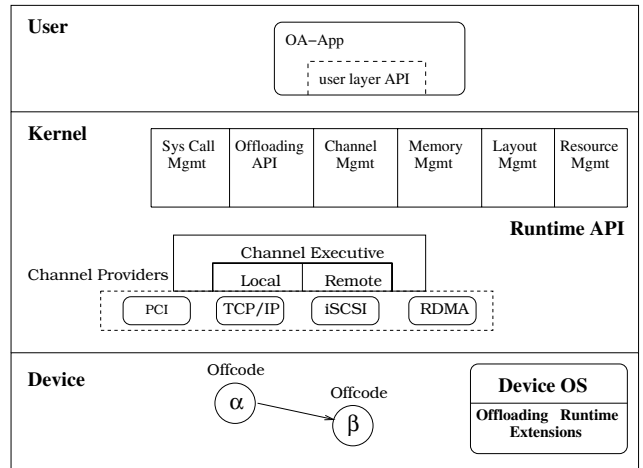 User
OA-App
user layer API
Kernel
Sys Call Mgmt
Offloading API
Channel Mgmt
Memory Mgmt
Layout Mgmt
Resource Mgmt
Runtime API
Channel Executive
Channel Providers
Local
Remote
PCI
TCP/IP
iSCSI
RDMA
Device
Offcode
α
Offcode
β
Device OS
Offloading Runtime
Extensions